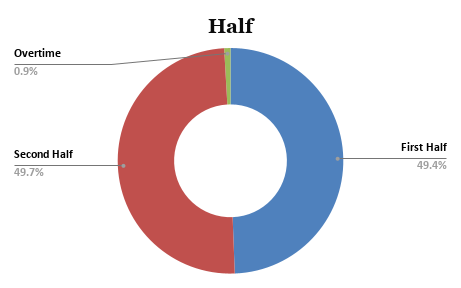 Half
Overtime
0.9%
Second Half
49.7%
First Half
49.4%